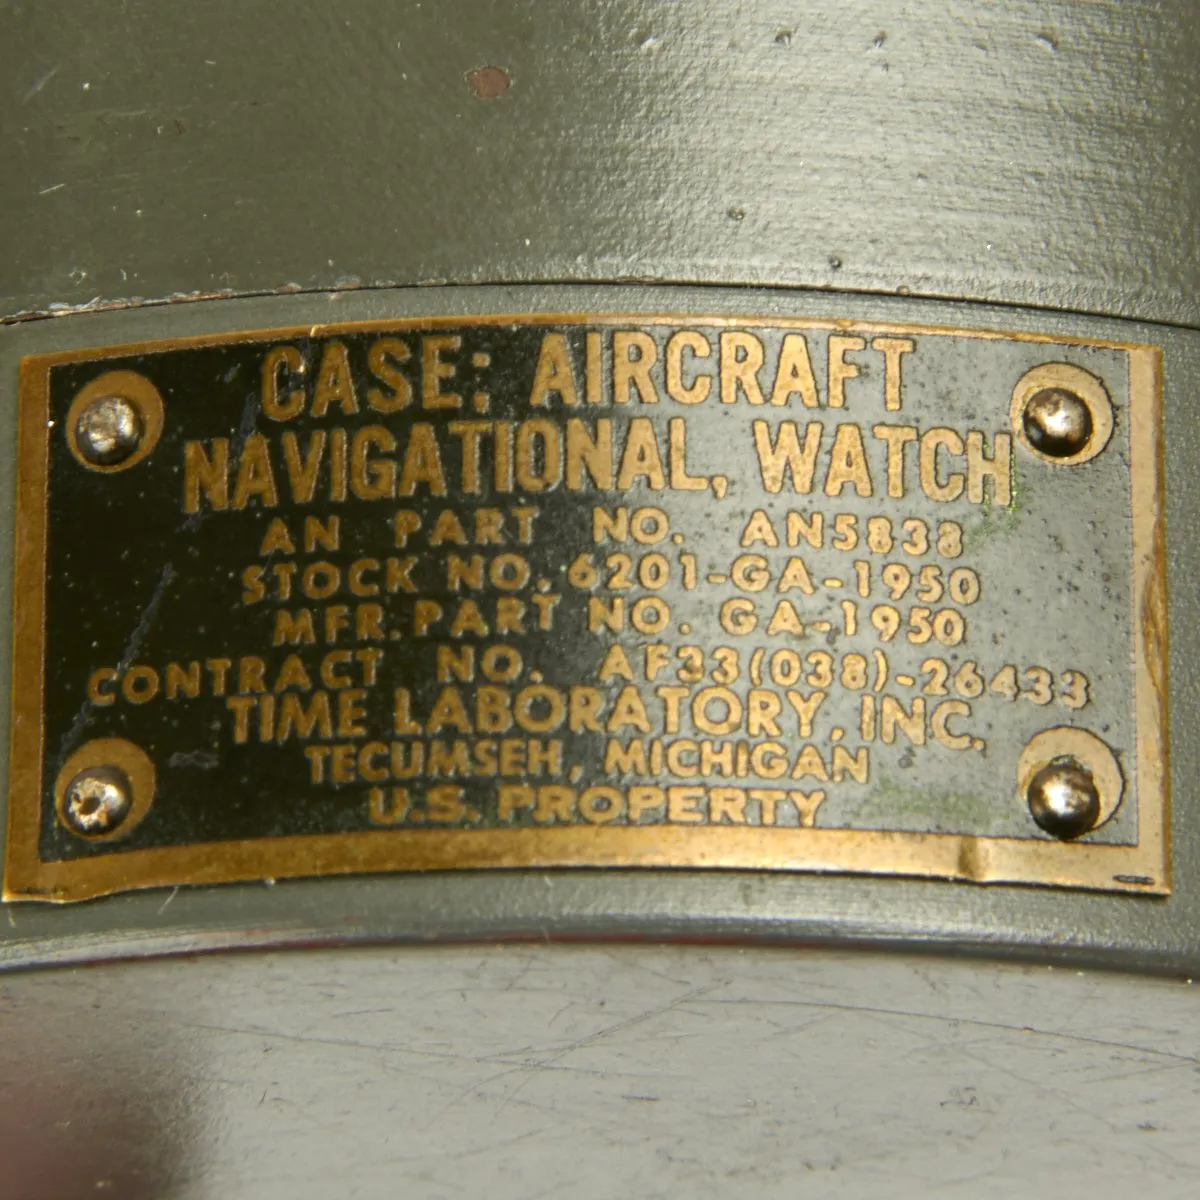 CASE: AIRCRAFT
NAVIGATIONAL, WATCH
AN PART NO. AN5838
STOCK NO. 6201-GA-1950
MFR. PART NO. GA-1950
CONTRACT NO. AF33(038)-26433
TIME LABORATORY, INC.
TECUMSEH, MICHIGAN
U.S. PROPERTY